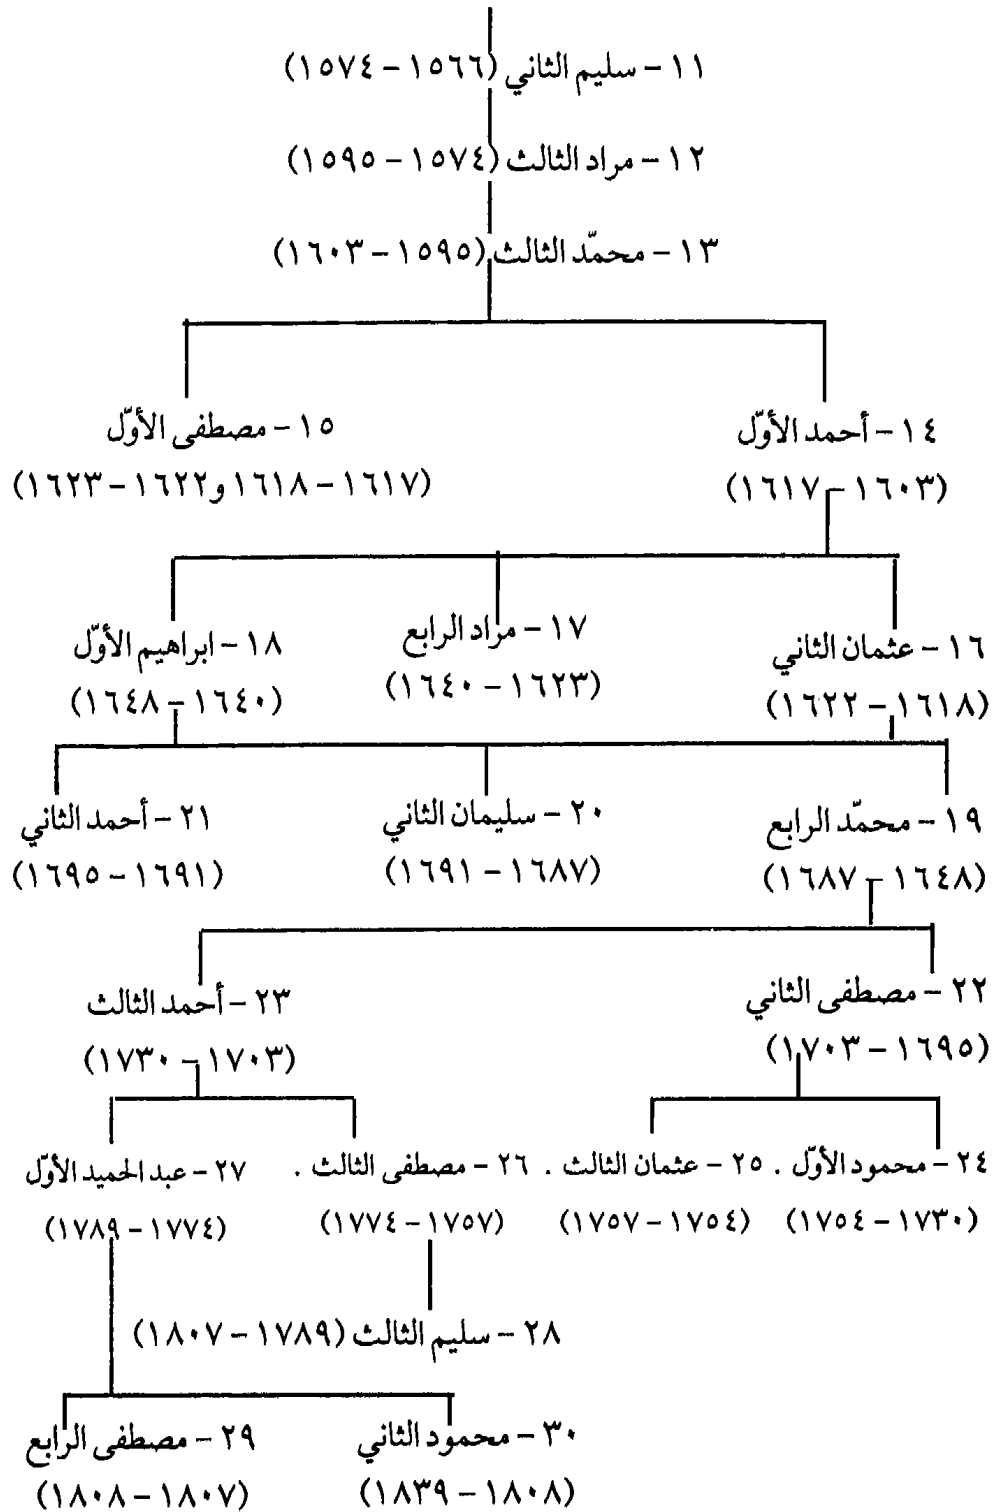 ١١ – سليم الثاني (١٥٦٦ – ١٥٧٤)
١٢ – مراد الثالث (١٥٧٤ – ١٥٩٥)
١٣ – محمّد الثالث (١٥٩٥ – ١٦٠٣)
١٤ – أحمد الأوّل
(١٦٠٣ – ١٦١٧)
١٥ – مصطفى الأوّل
(١٦١٧ – ١٦١٨ و١٦٢٢ – ١٦٢٣)
١٦ – عثمان الثاني
(١٦١٨ – ١٦٢٢)
١٧ – مراد الرابع
(١٦٢٣ – ١٦٤٠)
١٨ – ابراهيم الأوّل
(١٦٤٠ – ١٦٤٨)
١٩ – محمّد الرابع
(١٦٤٨ – ١٦٨٧)
٢٠ – سليمان الثاني
(١٦٨٧ – ١٦٩١)
٢١ – أحمد الثاني
(١٦٩١ – ١٦٩٥)
٢٢ – مصطفى الثاني
(١٦٩٥ – ١٧٠٣)
٢٣ – أحمد الثالث
(١٧٠٣ – ١٧٣٠)
٢٤ – محمود الأوّل .
(١٧٣٠ – ١٧٥٤)
٢٥ – عثمان الثالث .
(١٧٥٤ – ١٧٥٧)
٢٦ – مصطفى الثالث .
(١٧٥٧ – ١٧٧٤)
٢٧ – عبد الحميد الأوّل
(١٧٧٤ – ١٧٨٩)
٢٨ – سليم الثالث (١٧٨٩ – ١٨٠٧)
٣٠ – محمود الثاني
(١٨٠٨ – ١٨٣٩)
٢٩ – مصطفى الرابع
(١٨٠٧ – ١٨٠٨)